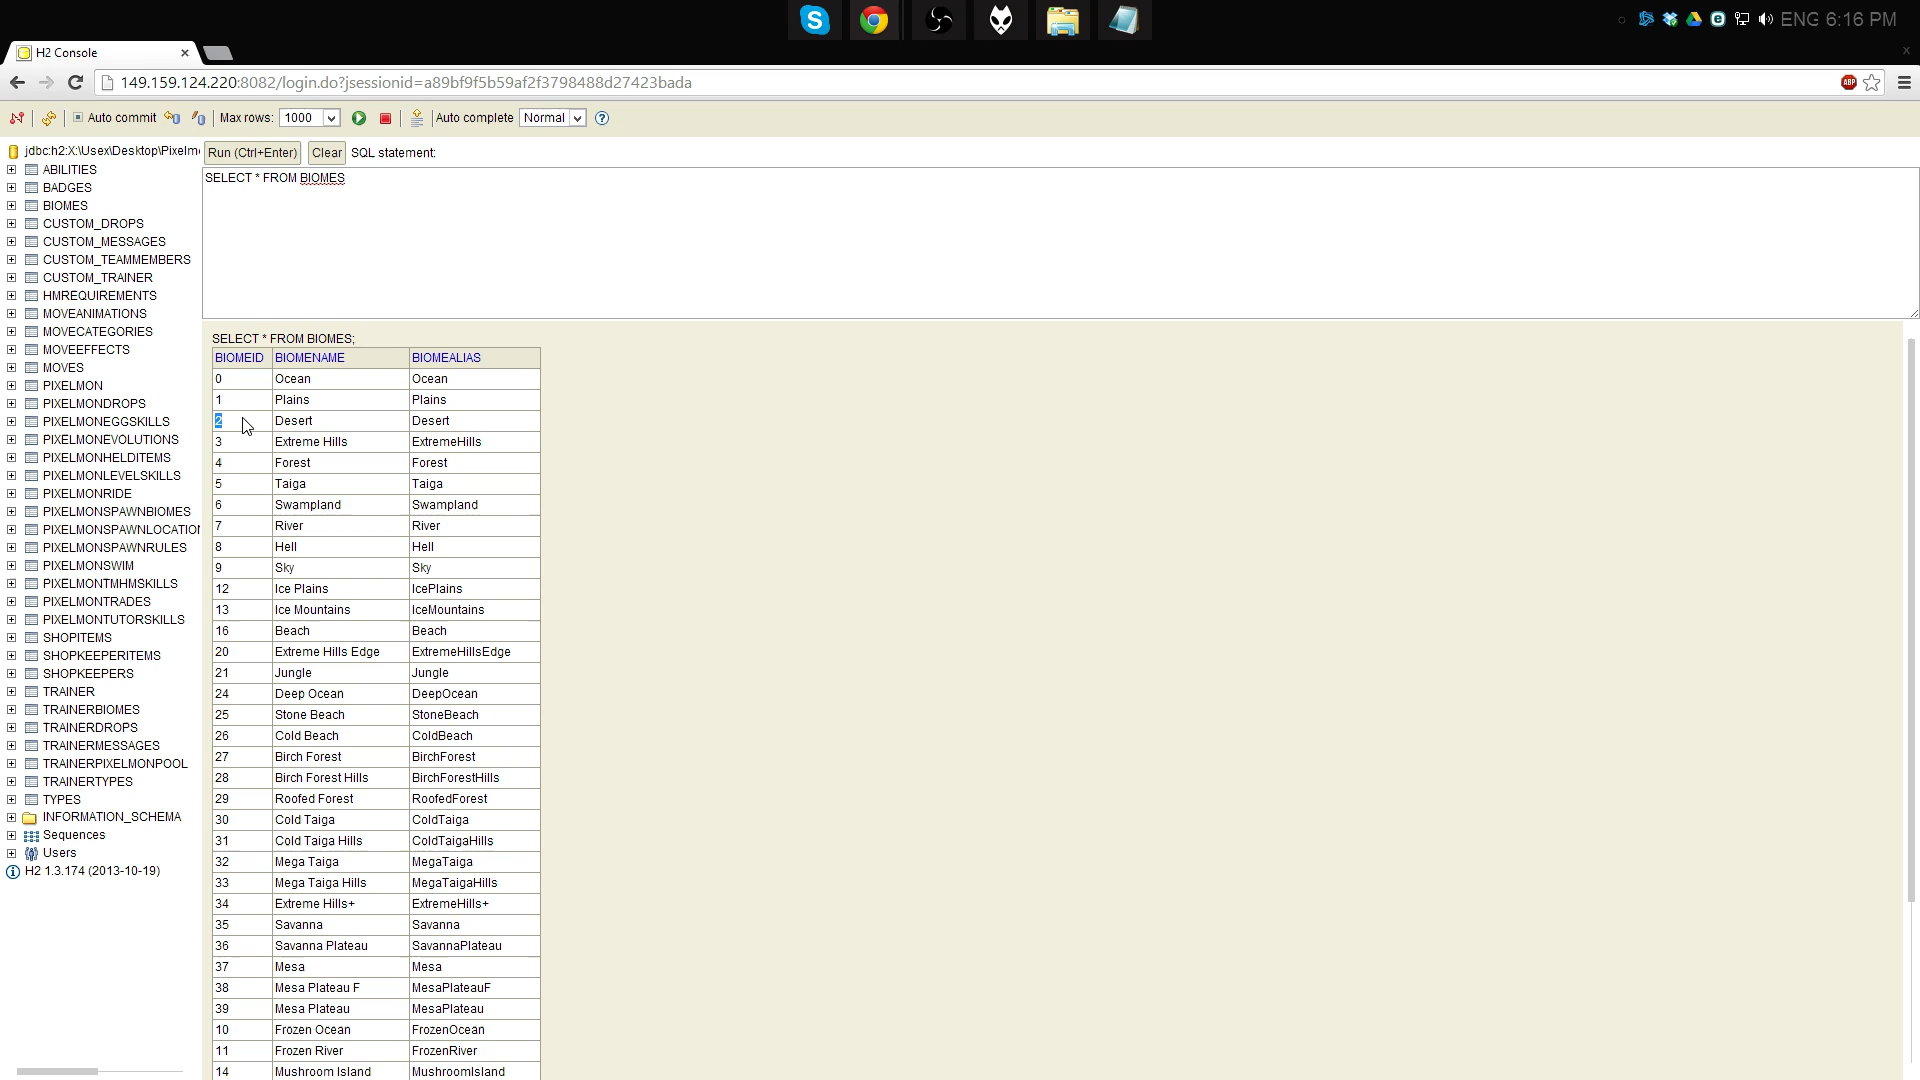 ENG 6:16 PM
H2 Console
149.159.124.220:8082/login.do?jsessionid=a89bf9f5b59af2f3798488d27423bada
ABP
Auto commit
Max rows: 1000
Auto complete Normal
jdbc:h2:X:\Usex\Desktop\Pixelm
ABILITIES
BADGES
BIOMES
CUSTOM_DROPS
CUSTOM_MESSAGES
CUSTOM_TEAMMEMBERS
CUSTOM_TRAINER
HMREQUIREMENTS
MOVEANIMATIONS
MOVECATEGORIES
MOVEEFFECTS
MOVES
PIXELMON
PIXELMONDROPS
PIXELMONEGGSKILLS
PIXELMONEVOLUTIONS
PIXELMONHELDITEMS
PIXELMONLEVELSKILLS
PIXELMONRIDE
PIXELMONSPAWNBIOMES
PIXELMONSPAWNLOCATION
PIXELMONSPAWNRULES
PIXELMONSWIM
PIXELMONTMHMSKILLS
PIXELMONTRADES
PIXELMONTUTORSKILLS
SHOPITEMS
SHOPKEEPERITEMS
SHOPKEEPERS
TRAINER
TRAINERBIOMES
TRAINERDROPS
TRAINERMESSAGES
TRAINERPIXELMONPOOL
TRAINERTYPES
TYPES
INFORMATION_SCHEMA
Sequences
Users
H2 1.3.174 (2013-10-19)
Run (Ctrl+Enter) Clear SQL statement:
SELECT * FROM BIOMES
SELECT * FROM BIOMES;
BIOMEID BIOMENAME BIOMEALIAS
0 Ocean Ocean
1 Plains Plains
2 Desert Desert
3 Extreme Hills ExtremeHills
4 Forest Forest
5 Taiga Taiga
6 Swampland Swampland
7 River River
8 Hell Hell
9 Sky Sky
12 Ice Plains IcePlains
13 Ice Mountains IceMountains
16 Beach Beach
20 Extreme Hills Edge ExtremeHillsEdge
21 Jungle Jungle
24 Deep Ocean DeepOcean
25 Stone Beach StoneBeach
26 Cold Beach ColdBeach
27 Birch Forest BirchForest
28 Birch Forest Hills BirchForestHills
29 Roofed Forest RoofedForest
30 Cold Taiga ColdTaiga
31 Cold Taiga Hills ColdTaigaHills
32 Mega Taiga MegaTaiga
33 Mega Taiga Hills MegaTaigaHills
34 Extreme Hills+ ExtremeHills+
35 Savanna Savanna
36 Savanna Plateau SavannaPlateau
37 Mesa Mesa
38 Mesa Plateau F MesaPlateauF
39 Mesa Plateau MesaPlateau
10 Frozen Ocean FrozenOcean
11 Frozen River FrozenRiver
14 Mushroom Island MushroomIsland